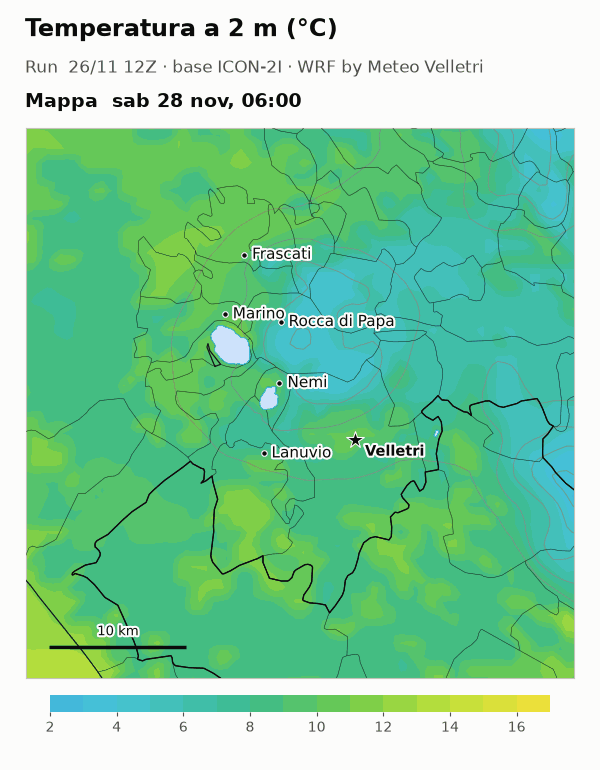 Temperatura a 2 m (°C)
Run  26/11 12Z · base ICON-2I · WRF by Meteo Velletri
Mappa  sab 28 nov, 06:00
Frascati
Marino
Rocca di Papa
Nemi
Velletri
Lanuvio
10 km
2 4 6 8 10 12 14 16